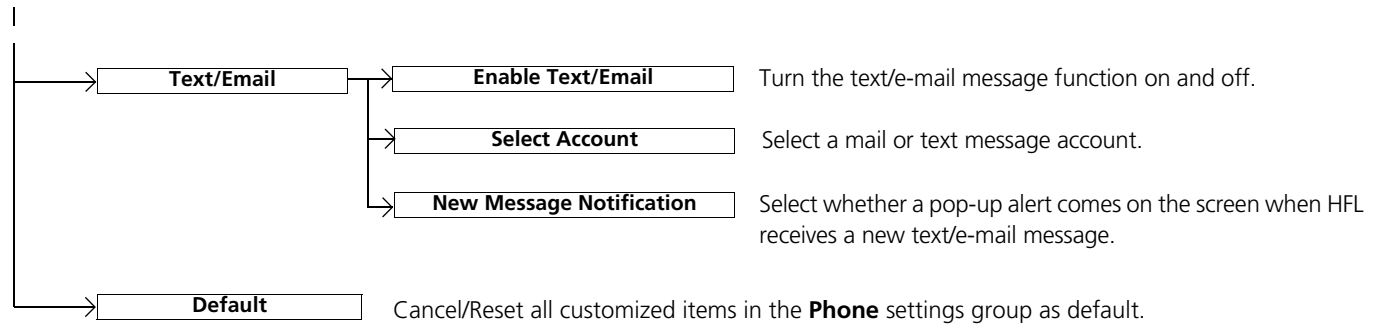 Text/Email
Enable Text/Email
Turn the text/e-mail message function on and off.
Select Account
Select a mail or text message account.
New Message Notification
Select whether a pop-up alert comes on the screen when HFL
receives a new text/e-mail message.
Default
Cancel/Reset all customized items in the Phone settings group as default.